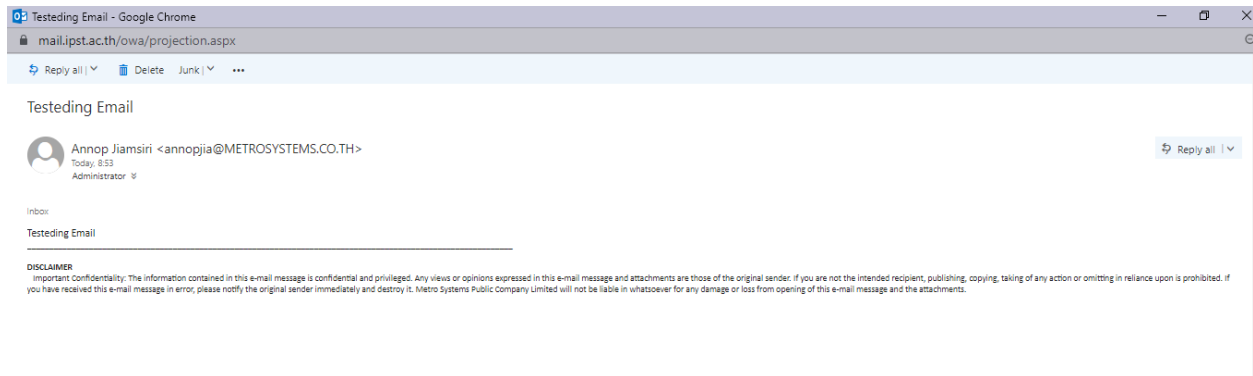 Testeding Email - Google Chrome
mail.ipst.ac.th/owa/projection.aspx
Reply all | Delete Junk | •••
Testeding Email
Annop Jiamsiri <annopjia@METROSYSTEMS.CO.TH>
Reply all |
Today, 8:53
Administrator
Inbox
Testeding Email
DISCLAIMER
Important Confidentiality: The information contained in this e-mail message is confidential and privileged. Any views or opinions expressed in this e-mail message and attachments are those of the original sender. If you are not the intended recipient, publishing, copying, taking of any action or omitting in reliance upon is prohibited. If
you have received this e-mail message in error, please notify the original sender immediately and destroy it. Metro Systems Public Company Limited will not be liable in whatsoever for any damage or loss from opening of this e-mail message and the attachments.